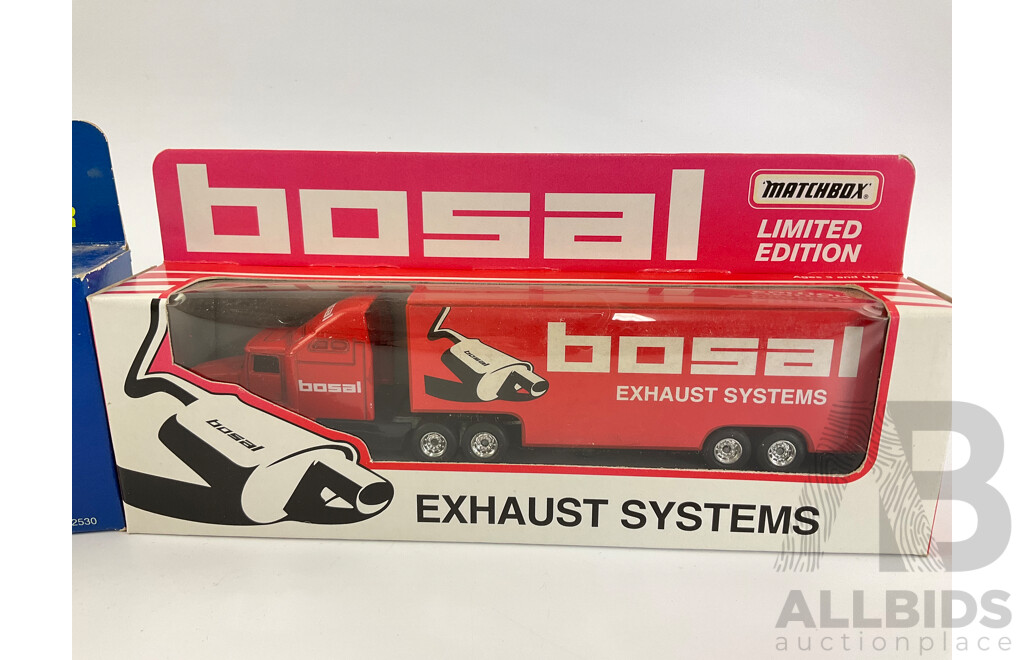 bosal
MATCHBOX
LIMITED
EDITION
Ages 3 and Up
bosal
EXHAUST SYSTEMS
bosal
bosal
bosal
EXHAUST SYSTEMS
2530
AB
ALLBIDS
auctionplace